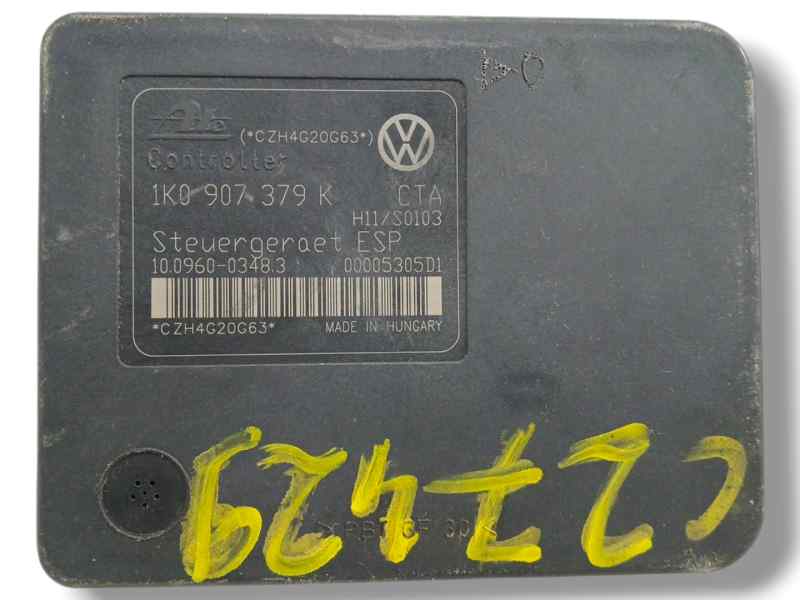 Ate (*CZH4G20G63*)
Controller
1K0 907 379 K CTA
H11/S0103
Steuergeraet ESP
10.0960-0348.3 00005305D1
*CZH4G20G63* MADE IN HUNGARY
C27429